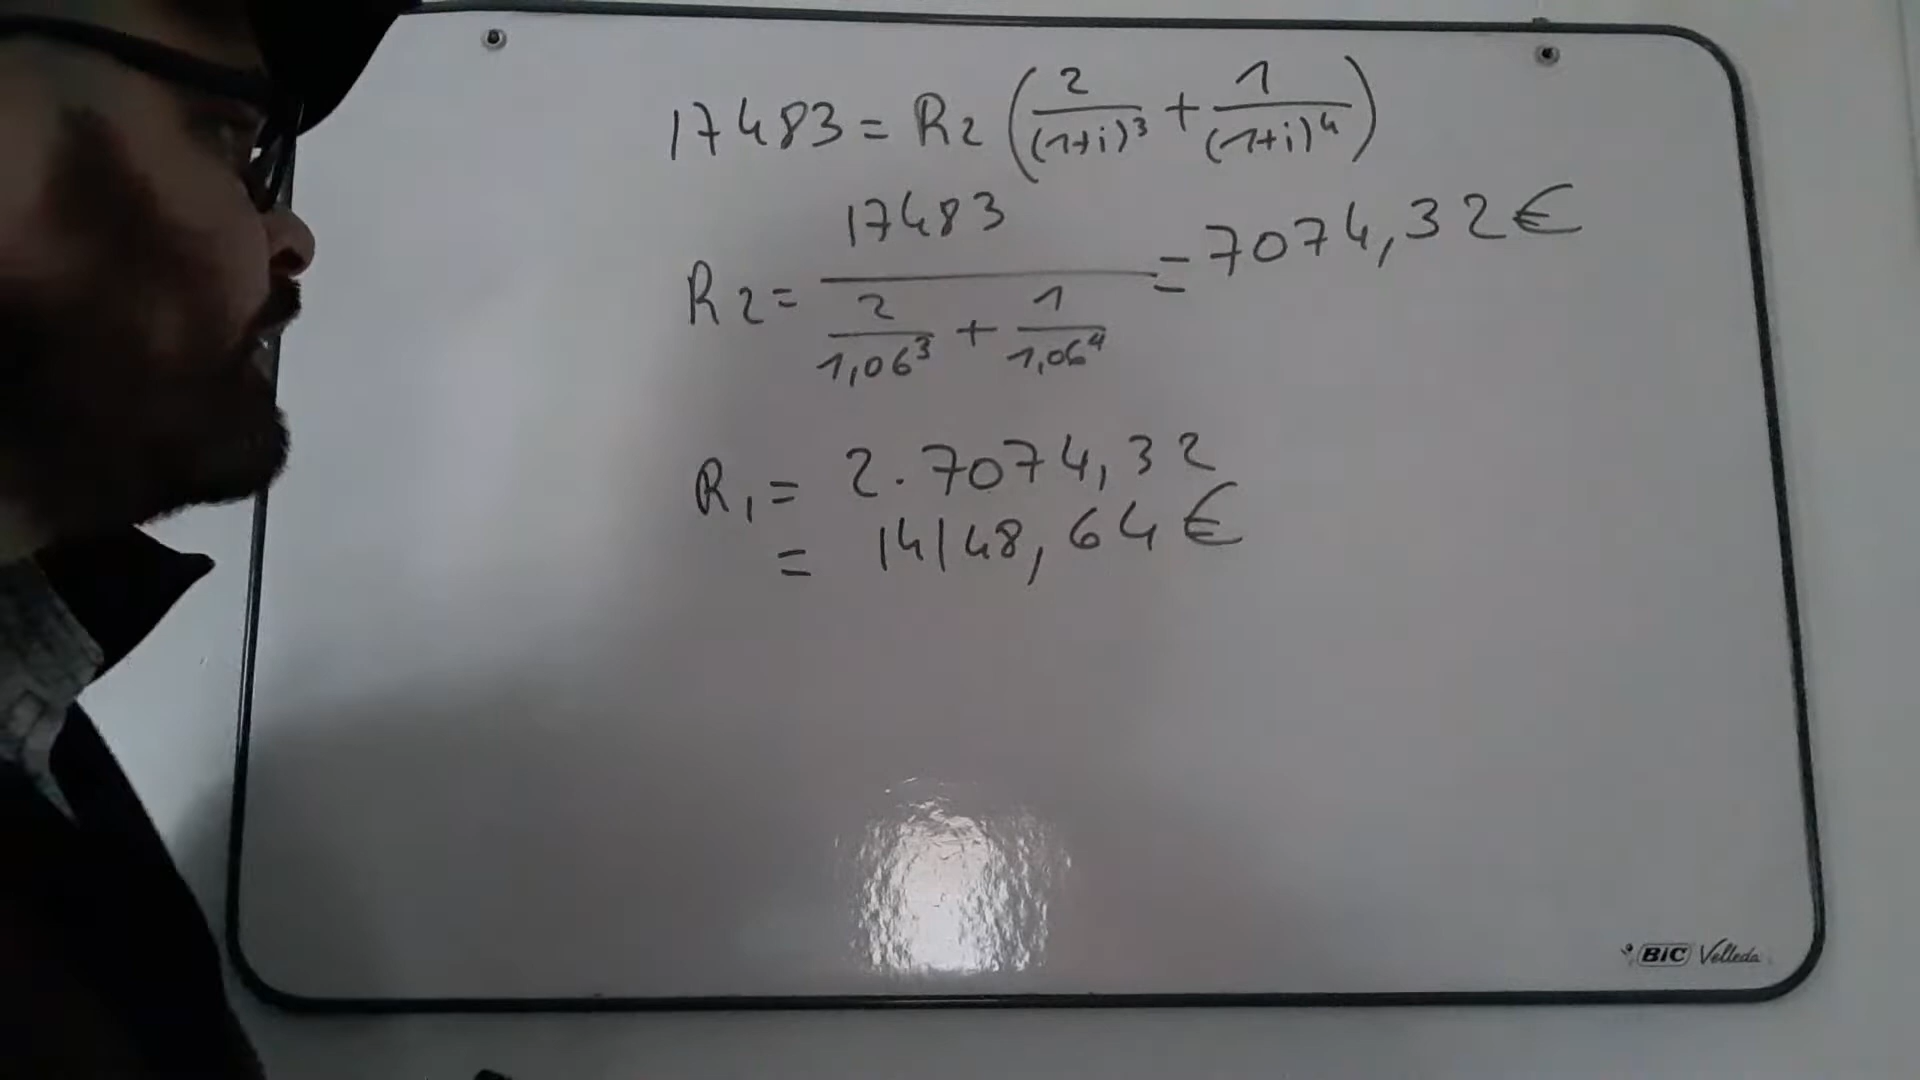 17483 = R2 (2/(1+i)³ + 1/(1+i)⁴)
R2 = 17483 / (2/1,06³ + 1/1,06⁴) = 7074,32 €
R₁ = 2 . 7074,32
= 14148,64 €
BIC Velleda